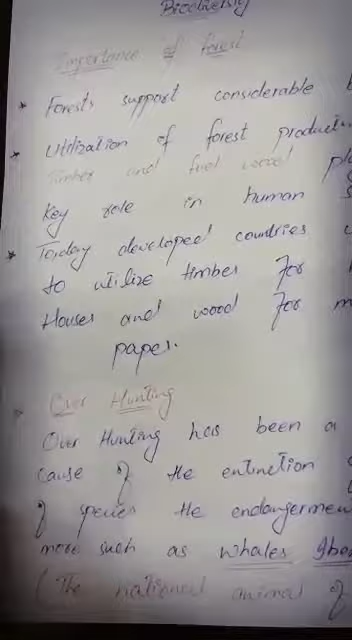 Biodiversity
Importance of forest
* Forests support considerable
* Utilization of forest products
Timber and fuel wood
Key role in human
* Today developed countries
to utilize timber for
Houses and wood for
paper.
Over Hunting
Over Hunting has been a
cause of the extinction
of species the
more such as whales
(The national animal of